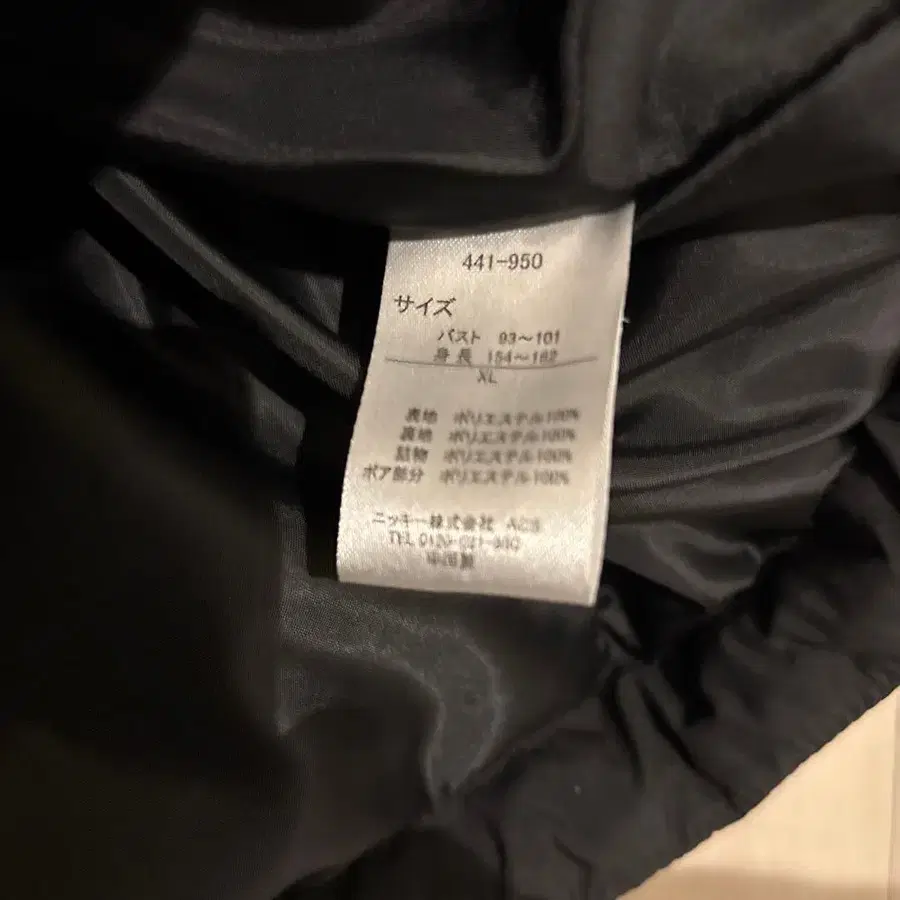 441-950
サイズ
バスト 93〜101
身長 154〜162
XL
表地 ポリエステル100%
裏地 ポリエステル100%
詰物 ポリエステル100%
ボア部分 ポリエステル100%
ニッキー株式会社
TEL
中国製